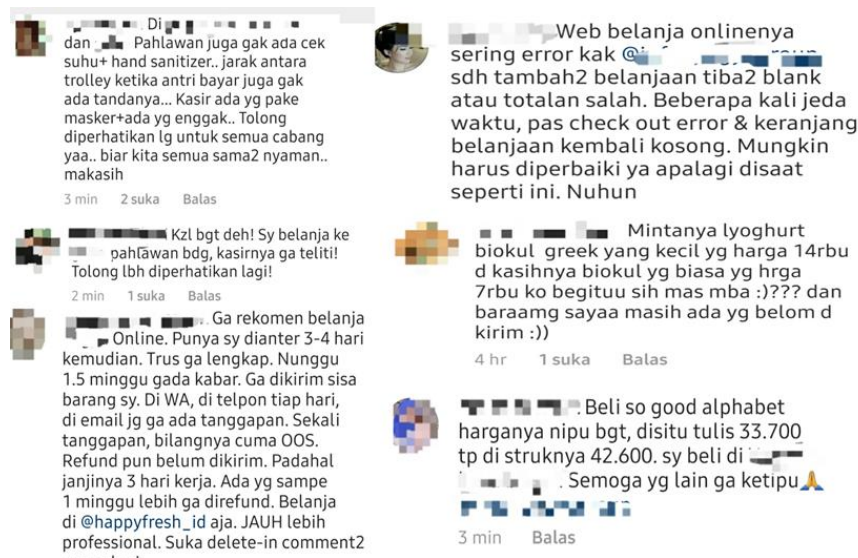 Di
dan Pahlawan juga gak ada cek
suhu+ hand sanitizer.. jarak antara
trolley ketika antri bayar juga gak
ada tandanya... Kasir ada yg pake
masker+ada yg enggak.. Tolong
diperhatikan lg untuk semua cabang
yaa.. biar kita semua sama2 nyaman..
makasih
3 min 2 suka Balas
Kzl bgt deh! Sy belanja ke
pahlawan bdg, kasirnya ga teliti!
Tolong lbh diperhatikan lagi!
2 min 1 suka Balas
. Ga rekomen belanja
Online. Punya sy dianter 3-4 hari
kemudian. Trus ga lengkap. Nunggu
1.5 minggu gada kabar. Ga dikirim sisa
barang sy. Di WA, di telpon tiap hari,
di email jg ga ada tanggapan. Sekali
tanggapan, bilangnya cuma OOS.
Refund pun belum dikirim. Padahal
janjinya 3 hari kerja. Ada yg sampe
1 minggu lebih ga direfund. Belanja
di @happyfresh_id aja. JAUH lebih
professional. Suka delete-in comment2
Web belanja onlinenya
sering error kak
sdh tambah2 belanjaan tiba2 blank
atau totalan salah. Beberapa kali jeda
waktu, pas check out error & keranjang
belanjaan kembali kosong. Mungkin
harus diperbaiki ya apalagi disaat
seperti ini. Nuhun
Mintanya lyoghurt
biokul greek yang kecil yg harga 14rbu
d kasihnya biokul yg biasa yg hrga
7rbu ko begituu sih mas mba :)??? dan
baraamg sayaa masih ada yg belom d
kirim :))
4 hr 1 suka Balas
. Beli so good alphabet
harganya nipu bgt, disitu tulis 33.700
tp di struknya 42.600. sy beli di
. Semoga yg lain ga ketipu🙏
3 min Balas